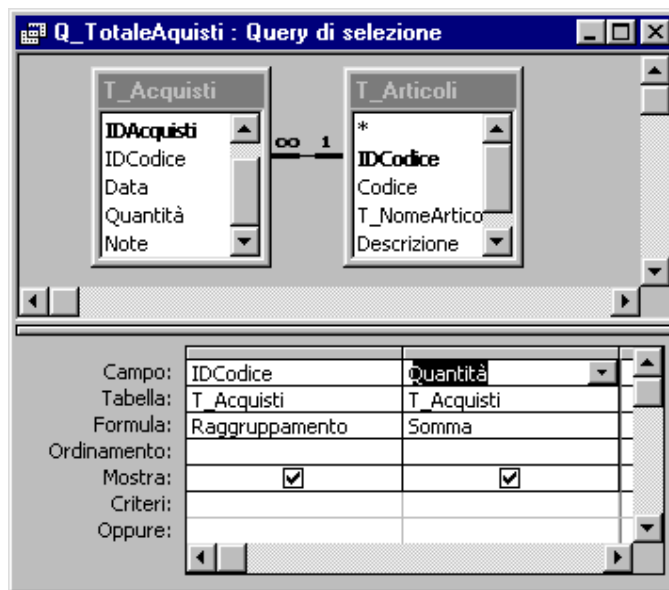 Q_TotaleAquisti : Query di selezione
T_Acquisti
IDAcquisti
IDCodice
Data
Quantità
Note
∞ 1
T_Articoli
*
IDCodice
Codice
T_NomeArtico
Descrizione
Campo: IDCodice Quantità
Tabella: T_Acquisti T_Acquisti
Formula: Raggruppamento Somma
Ordinamento:
Mostra:
Criteri:
Oppure: